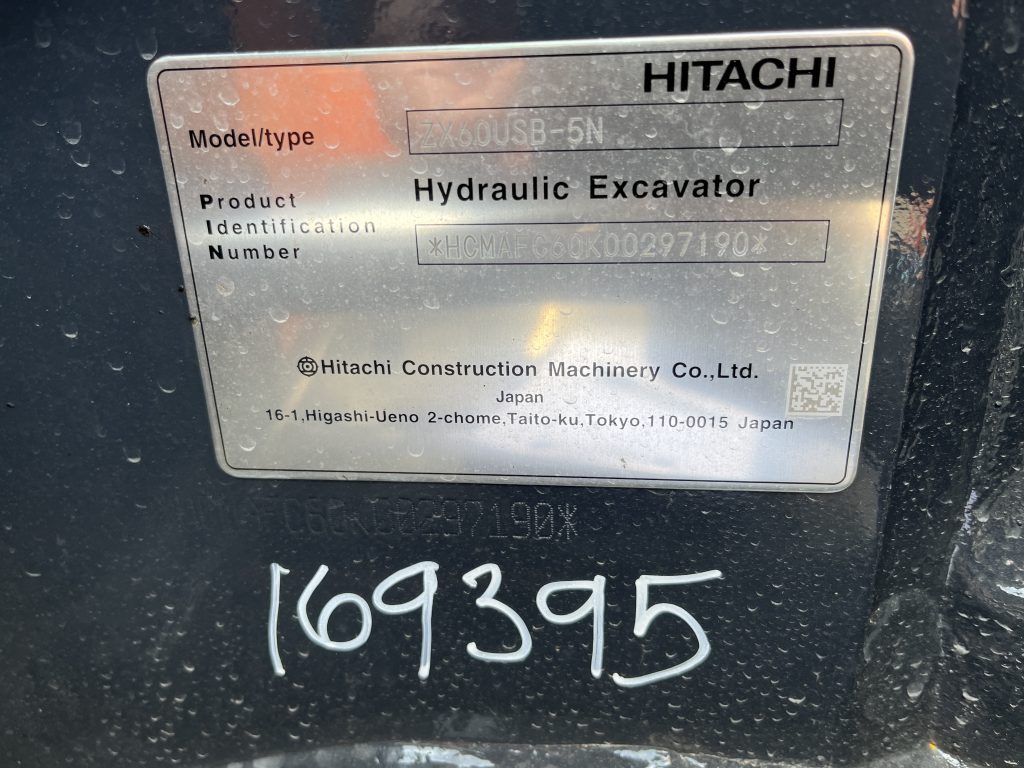 HITACHI
Model/type ZX60USB-5N
Hydraulic Excavator
Product
Identification
Number *HCMAFC60K00297190*
Hitachi Construction Machinery Co.,Ltd.
Japan
16-1,Higashi-Ueno 2-chome,Taito-ku,Tokyo,110-0015 Japan
169395